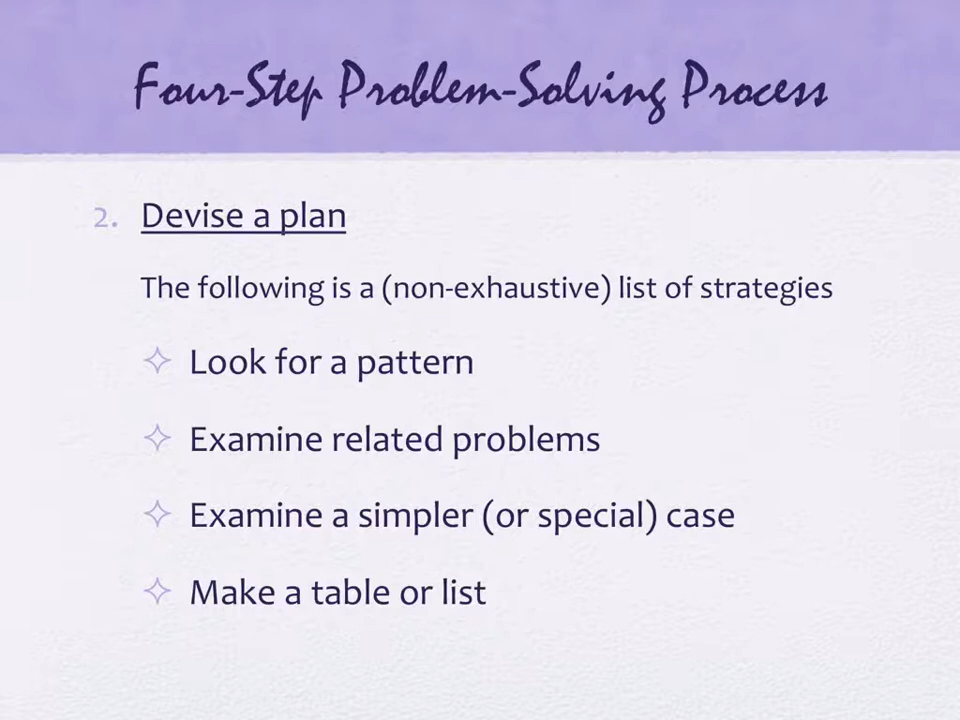 Four-Step Problem-Solving Process
2. Devise a plan
The following is a (non-exhaustive) list of strategies
Look for a pattern
Examine related problems
Examine a simpler (or special) case
Make a table or list